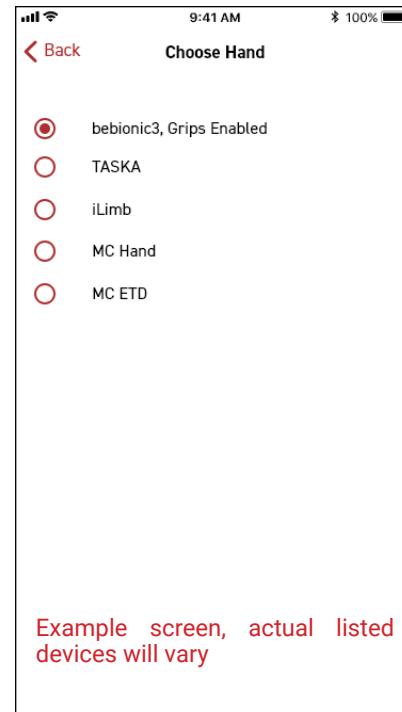 9:41 AM 100%
Back Choose Hand
bebionic3, Grips Enabled
TASKA
iLimb
MC Hand
MC ETD
Example screen, actual listed
devices will vary